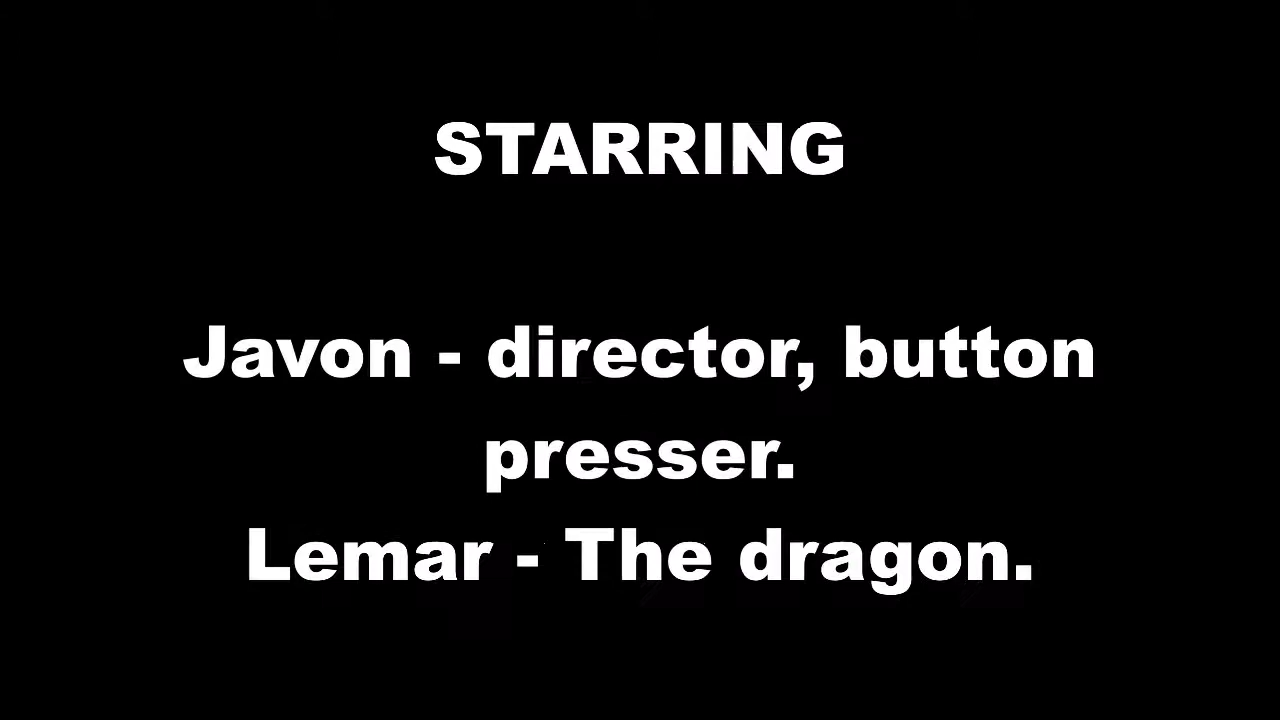 STARRING
Javon - director, button
presser.
Lemar - The dragon.